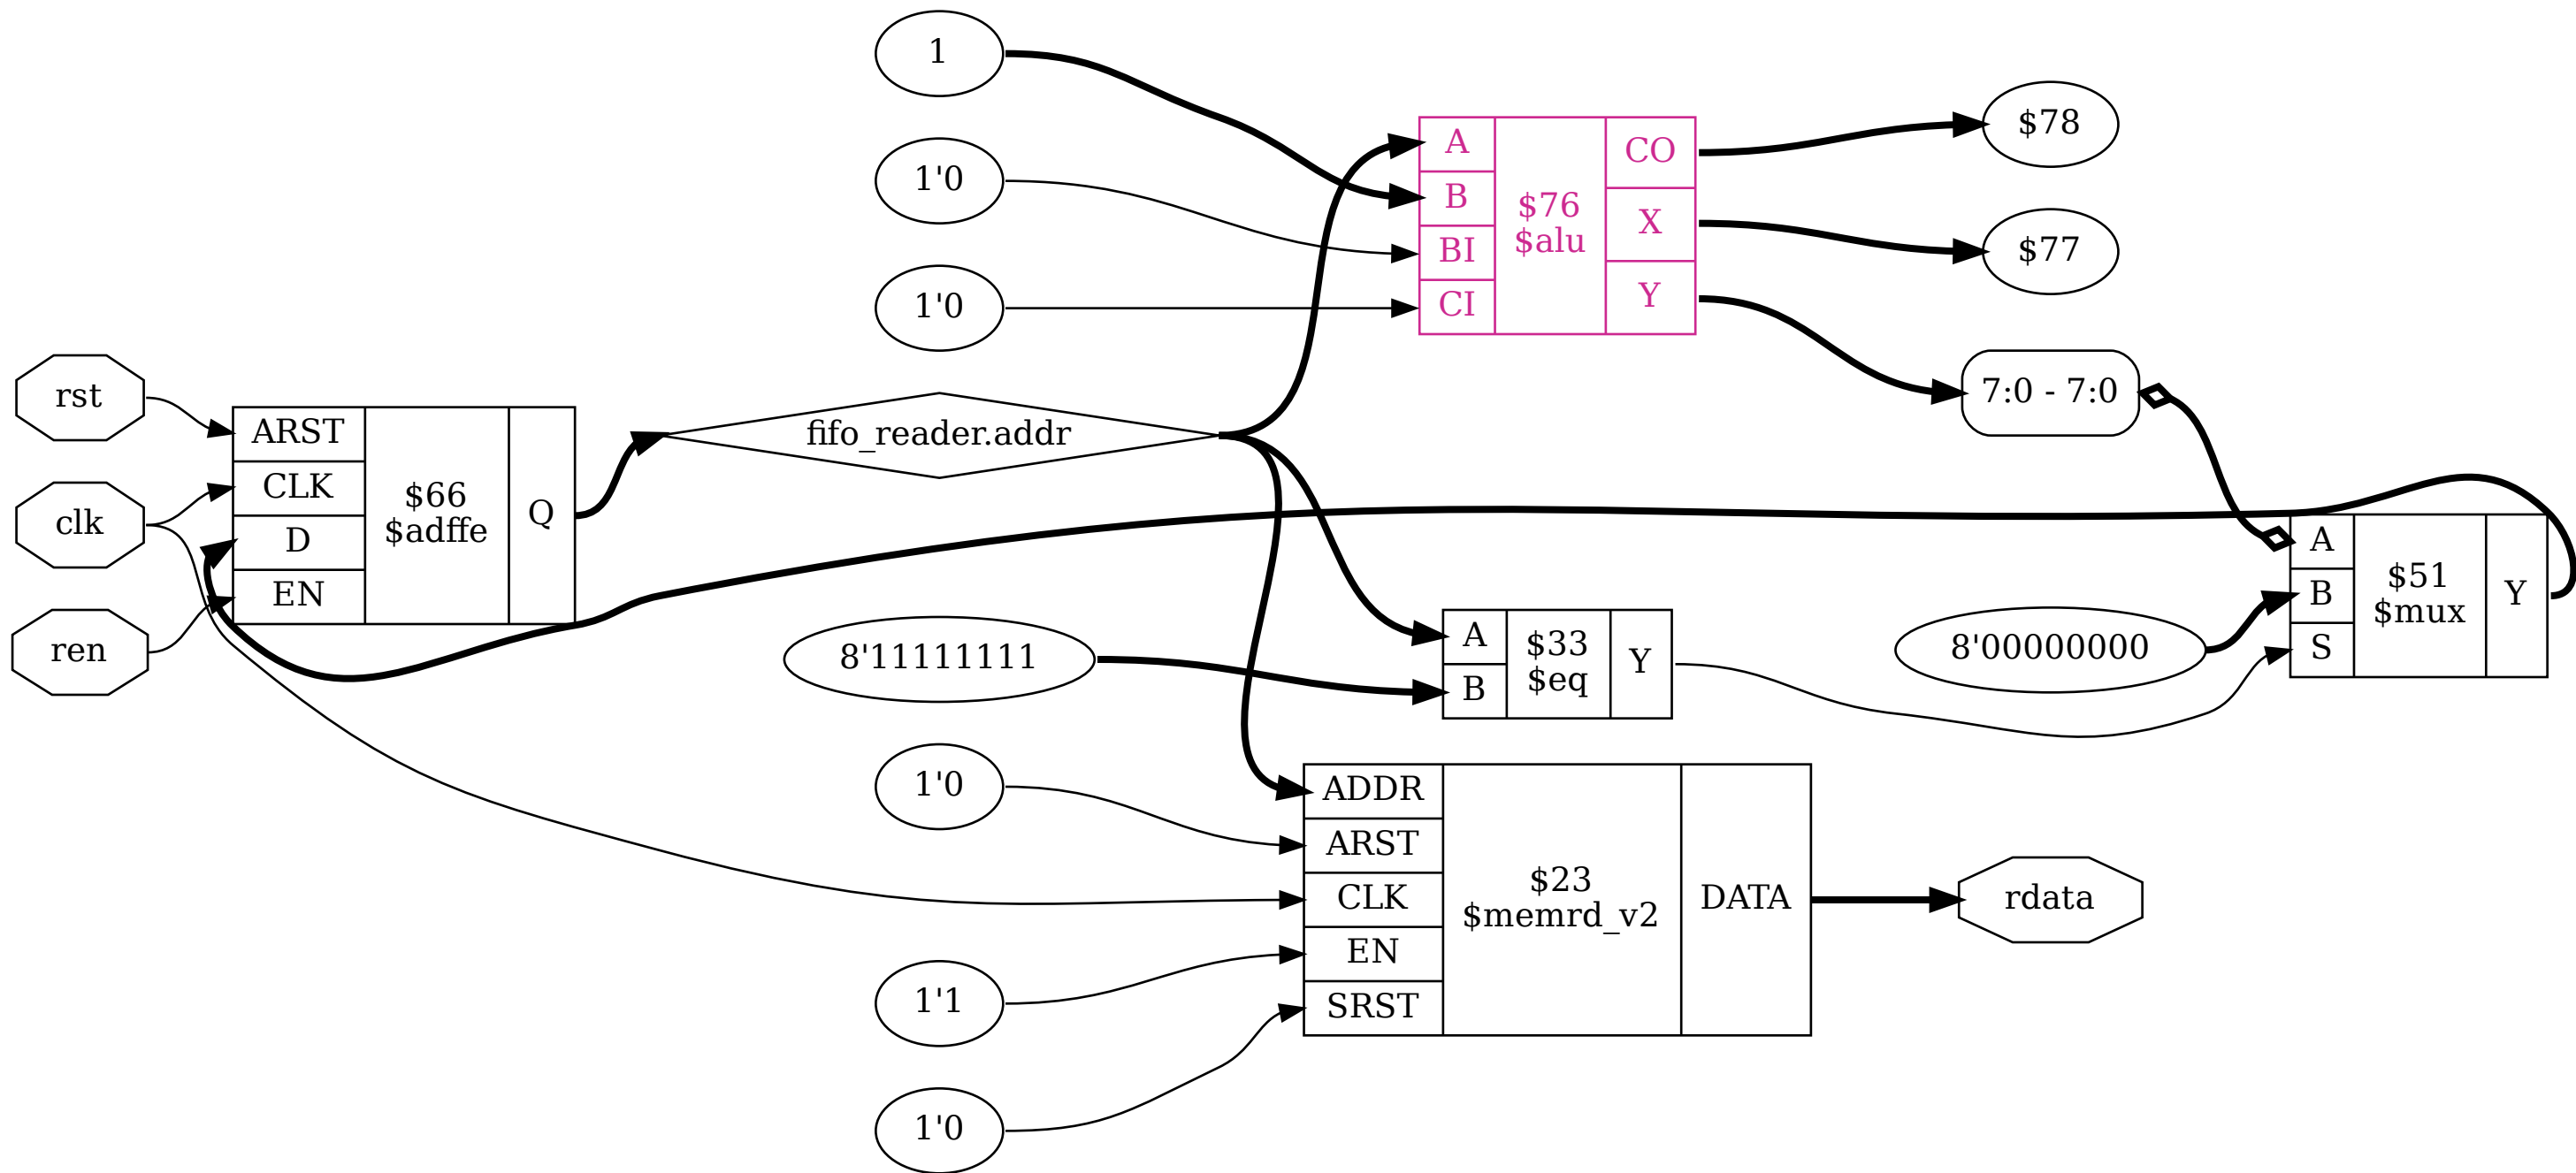 1
1'0
1'0
A
B
BI
CI
$76
$alu
CO
X
Y
$78
$77
7:0 - 7:0
rst
clk
ren
ARST
CLK
D
EN
$66
$adffe
Q
fifo_reader.addr
8'11111111
A
B
$33
$eq
Y
8'00000000
A
B
S
$51
$mux
Y
1'0
1'1
1'0
ADDR
ARST
CLK
EN
SRST
$23
$memrd_v2
DATA
rdata